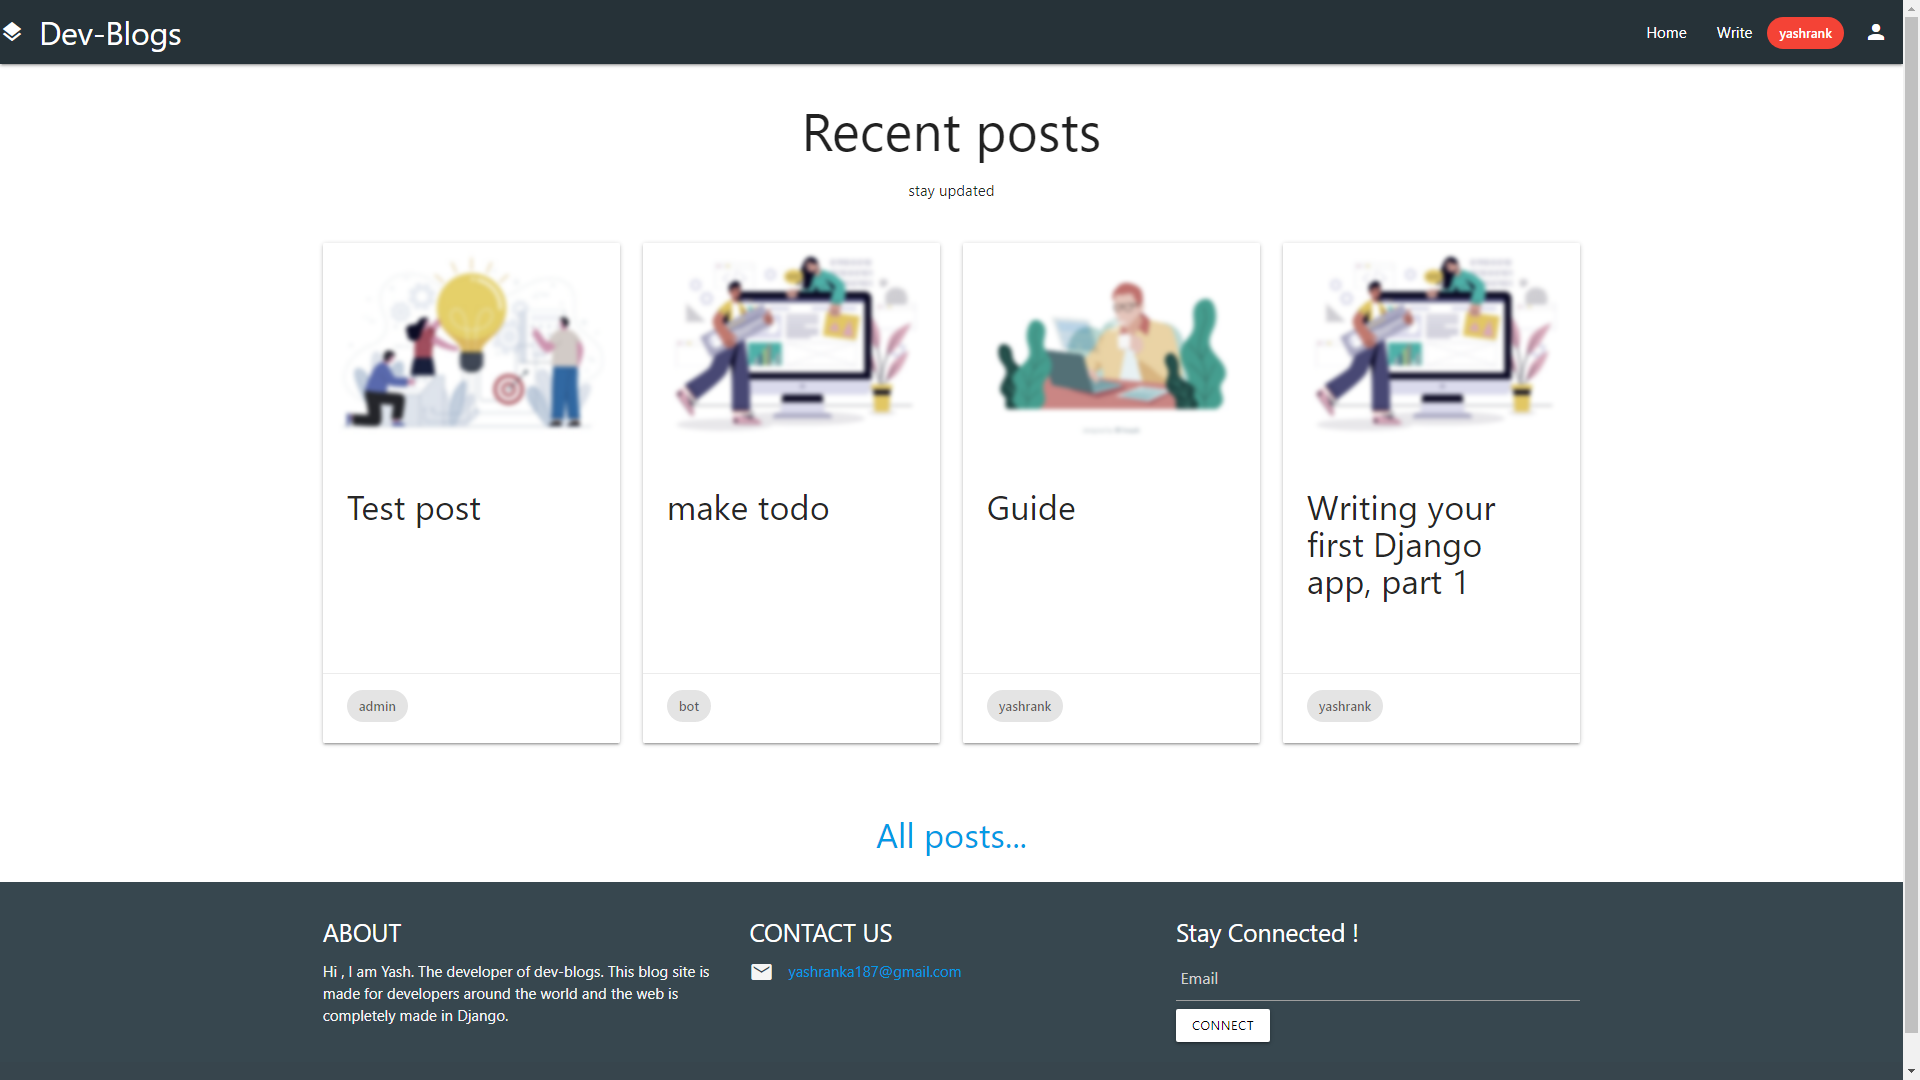 Dev-Blogs
Home
Write
yashrank
Recent posts
stay updated
Test post
admin
make todo
bot
Guide
yashrank
Writing your
first Django
app, part 1
yashrank
All posts...
ABOUT
Hi , I am Yash. The developer of dev-blogs. This blog site is
made for developers around the world and the web is
completely made in Django.
CONTACT US
yashranka187@gmail.com
Stay Connected !
Email
CONNECT